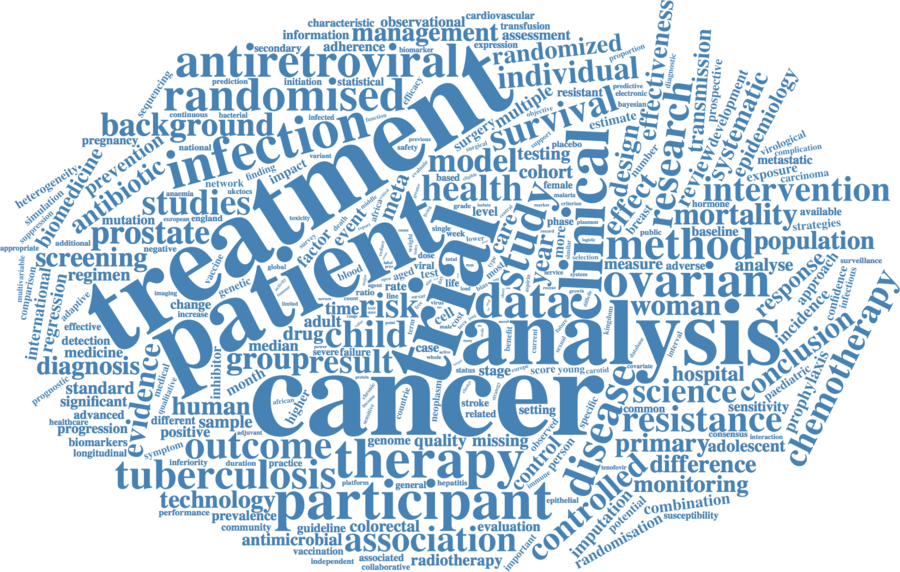 characteristic
observational
cardiovascular
information
management
transfusion
assessment
secondary
adherence
biomarker
expression
antiretroviral
randomized
proportion
prediction
initiation
statistical
efficacy
individual
diagnostic
effectiveness
sequencing
randomised
resistant
predictive
electronic
transmission
prospective
continuous
bacterial
infected
function
multiple
objective
bayesian
background
treatment
surgery
survival
estimate
pregnancy
national
previous
safety
surgical
support
placebo
number
design
research
review
development
systematic
epidemiology
infection
variant
model
testing
cohort
virological
complication
metastatic
heterogeneity
prevention
finding
impact
network
based
female
exposure
carcinoma
simulation
suppression
biomedicine
antibiotic
anaemia
ukctocs
meta
health
malaria
criterion
effect
breast
hormone
intervention
mutation
european
england
studies
toxicity
event
factor
death
survey
africa
grade
level
care
study
phase
clinical
mortality
available
strategies
appropriate
additional
negative
prostate
single
week
lower
year
more
public
baseline
method
population
screening
regimen
vaccine
global
patient
dose
viral
total
most
selection
measure
adverse
analyse
surveillance
multivariable
comparison
international
regression
adaptive
imaging
genetic
blood
aged
test
life
ovarian
response
approach
confidence
infectious
change
increase
limited
ratio
rate
time
risk
cell
data
woman
incidence
effective
detection
medicine
drug
adult
child
cost
trial
benefit
current
analysis
kingdom
database
interval
conclusion
chemotherapy
diagnosis
median
severe
failure
case
whole
group
result
status
stage
score
young
carotid
covariate
hospital
paediatric
prophylaxis
prognostic
standard
significant
evidence
medical
qualitative
inhibitor
month
african
higher
cancer
countries
neoplasm
stroke
related
setting
specific
disease
science
common
sensitivity
advanced
healthcare
progression
human
different
sample
positive
adjuvant
resistance
consensus
interaction
biomarkers
longitudinal
symptom
outcome
genome
quality
missing
observed
control
immune
person
primary
adolescent
inferiority
duration
practice
tuberculosis
therapy
platform
general
hepatitis
epithelial
tenofovir
difference
monitoring
technology
performance
prevalence
community
participant
controlled
imputation
potential
combination
susceptibility
randomisation
guideline
colorectal
evaluation
important
antimicrobial
association
vaccination
independent
associated
collaborative
radiotherapy